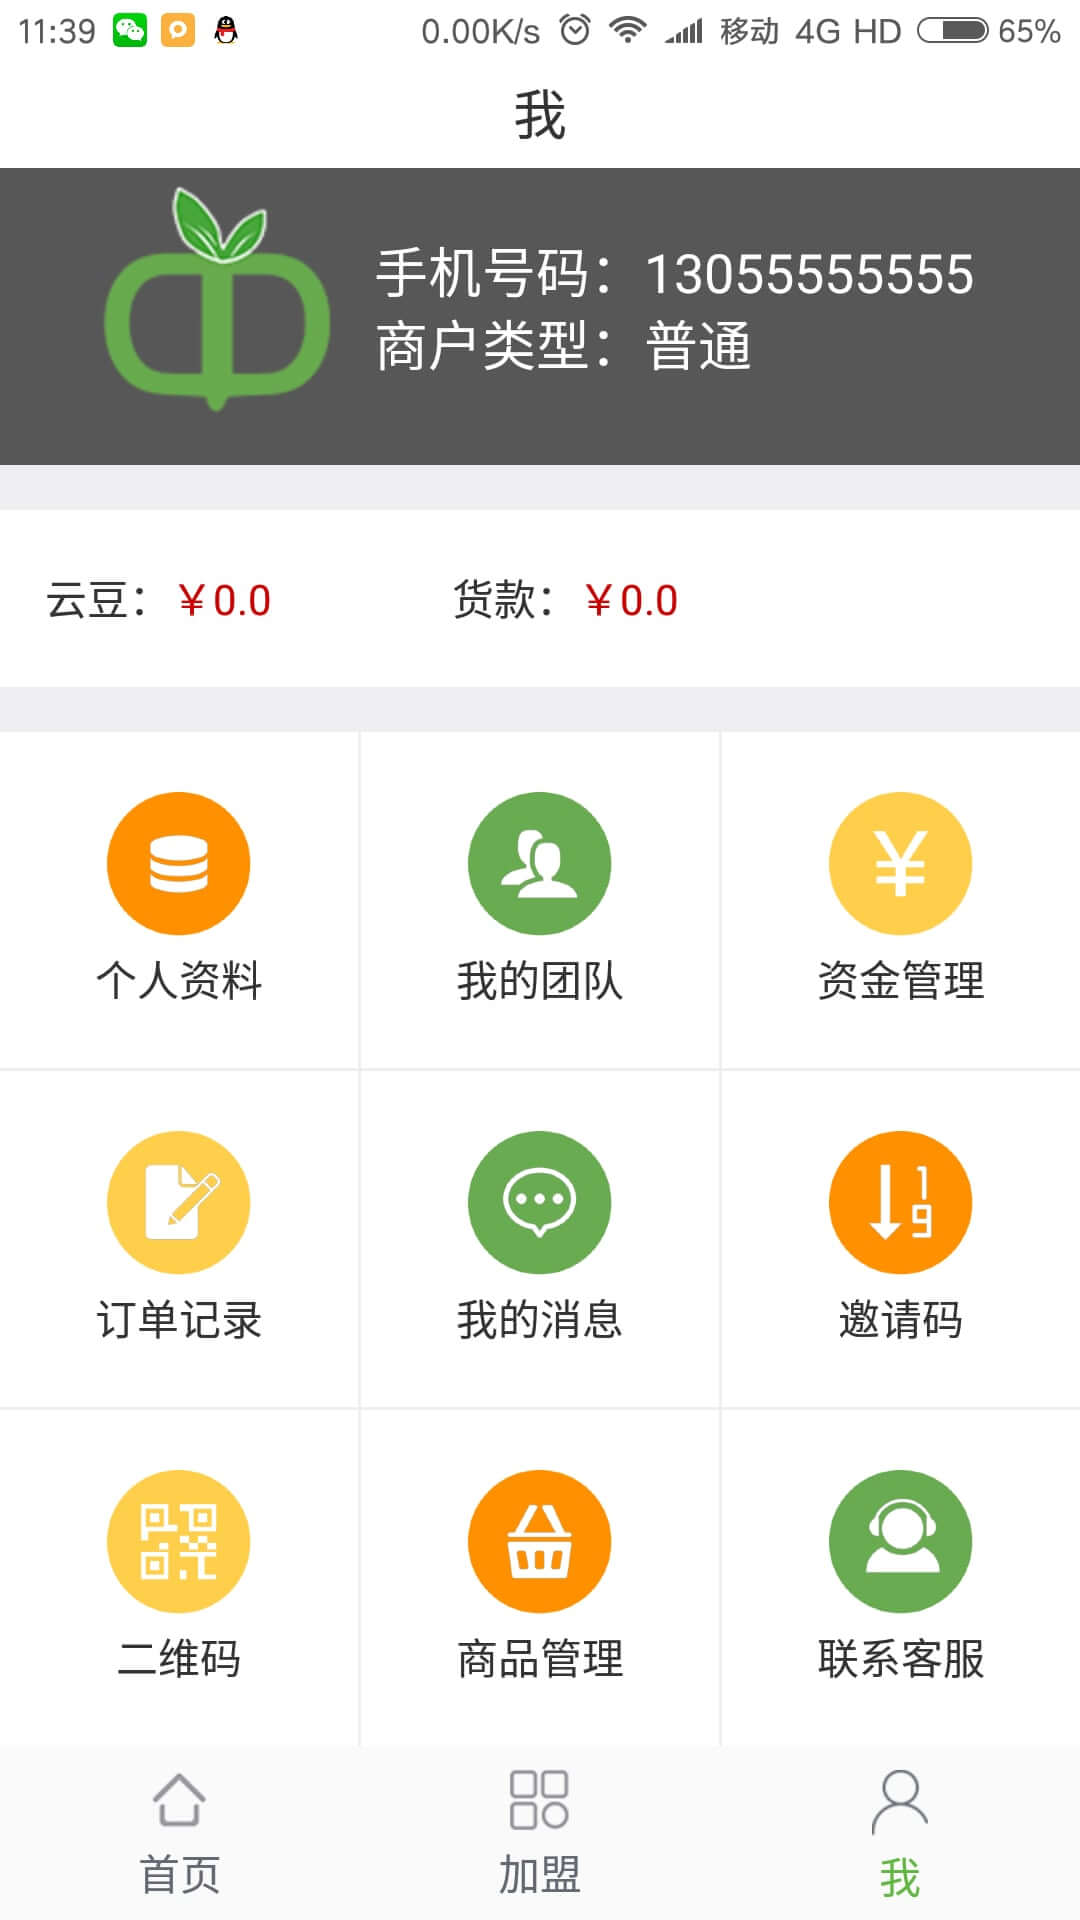 11:39 0.00K/s 移动 4G HD 65%
我
手机号码：13055555555
商户类型：普通
云豆：￥0.0 货款：￥0.0
个人资料 我的团队 资金管理
订单记录 我的消息 邀请码
二维码 商品管理 联系客服
首页 加盟 我